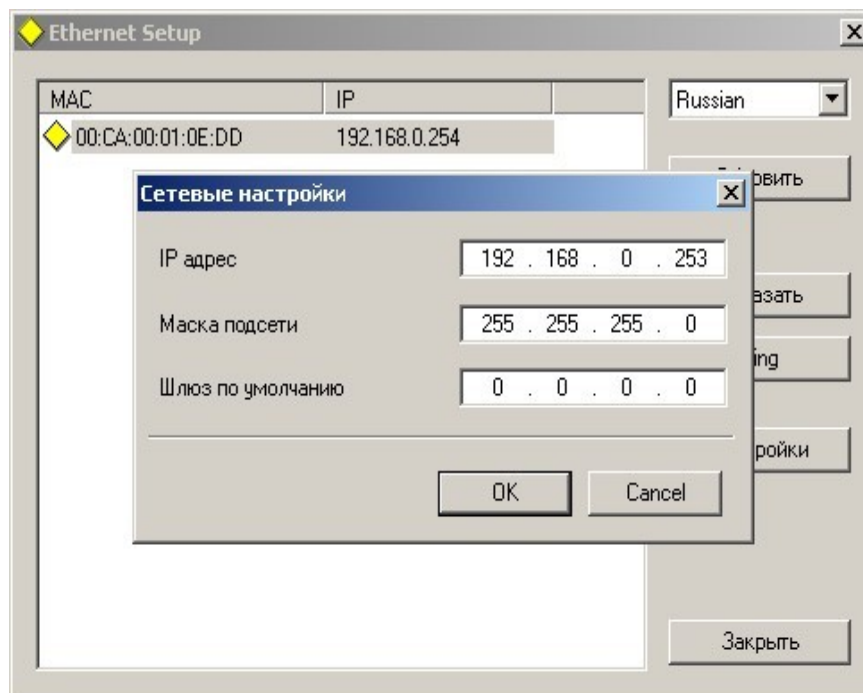 Ethernet Setup
MAC IP
Russian
00:CA:00:01:0E:DD 192.168.0.254
Сетевые настройки
IP адрес 192 . 168 . 0 . 253
Маска подсети 255 . 255 . 255 . 0
Шлюз по умолчанию 0 . 0 . 0 . 0
OK Cancel
Закрыть